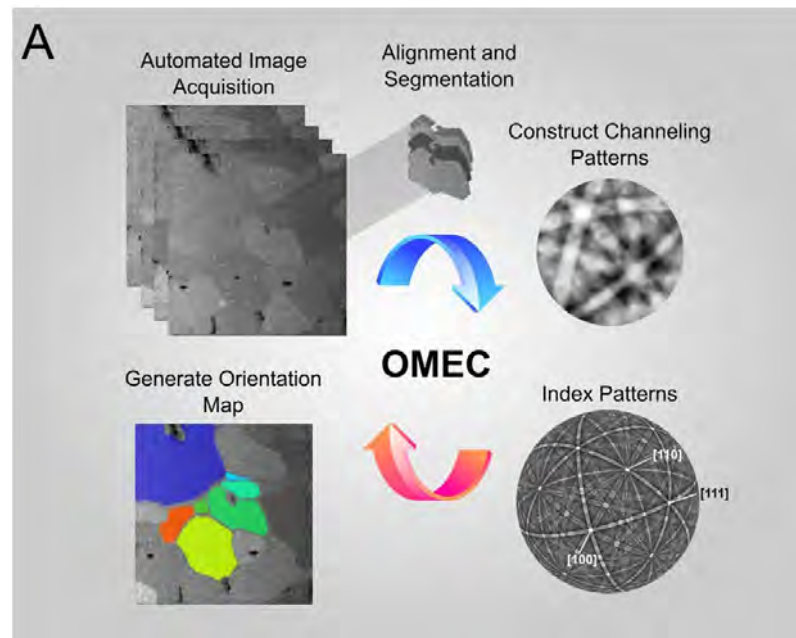 A
Automated Image
Acquisition
Alignment and
Segmentation
Construct Channeling
Patterns
OMEC
Generate Orientation
Map
Index Patterns
[110]
[111]
[100]*